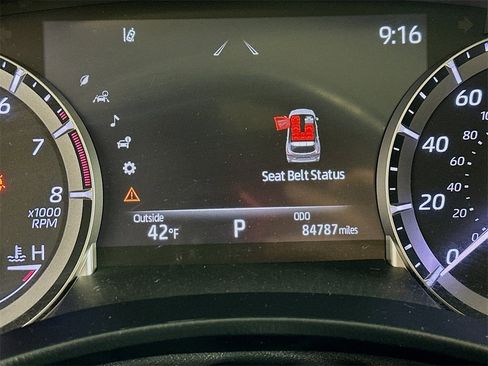 9:16
6
7
8
x1000
RPM
H
Seat Belt Status
Outside
42°F
P
ODO
84787 miles
60
80
40
60
40
20
20
0
0